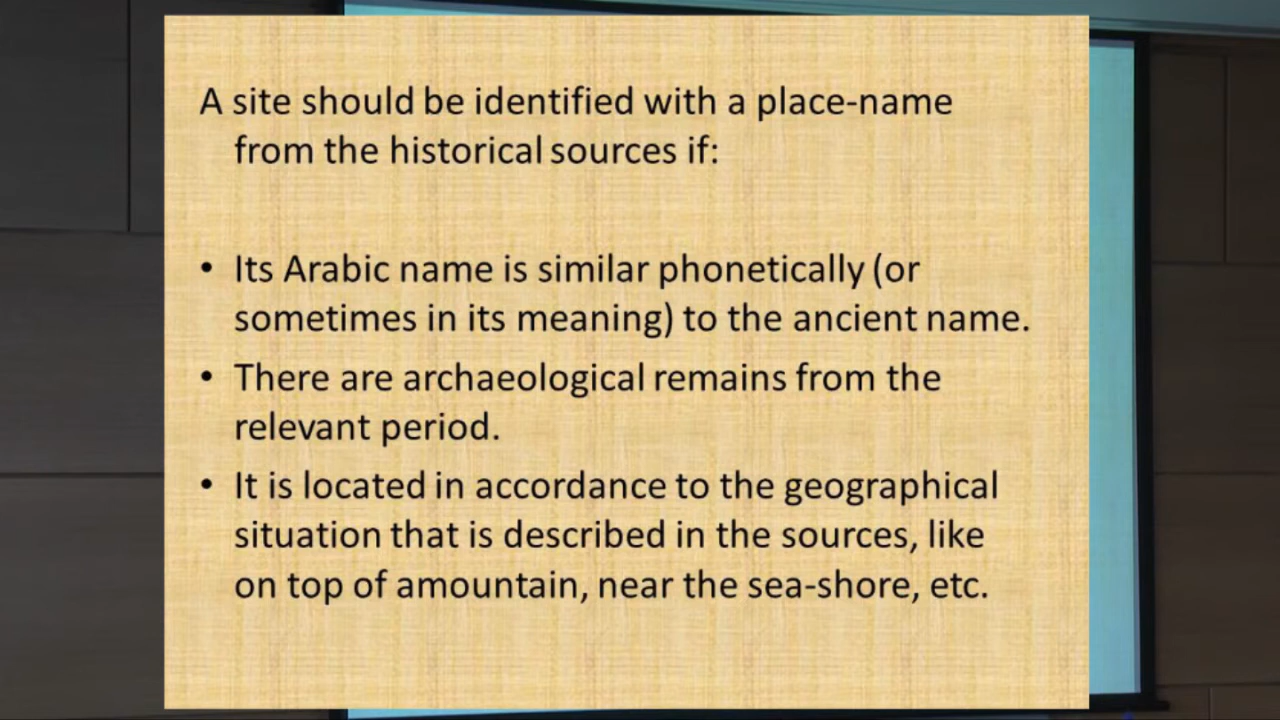 A site should be identified with a place-name
from the historical sources if:
• Its Arabic name is similar phonetically (or
sometimes in its meaning) to the ancient name.
• There are archaeological remains from the
relevant period.
• It is located in accordance to the geographical
situation that is described in the sources, like
on top of amountain, near the sea-shore, etc.